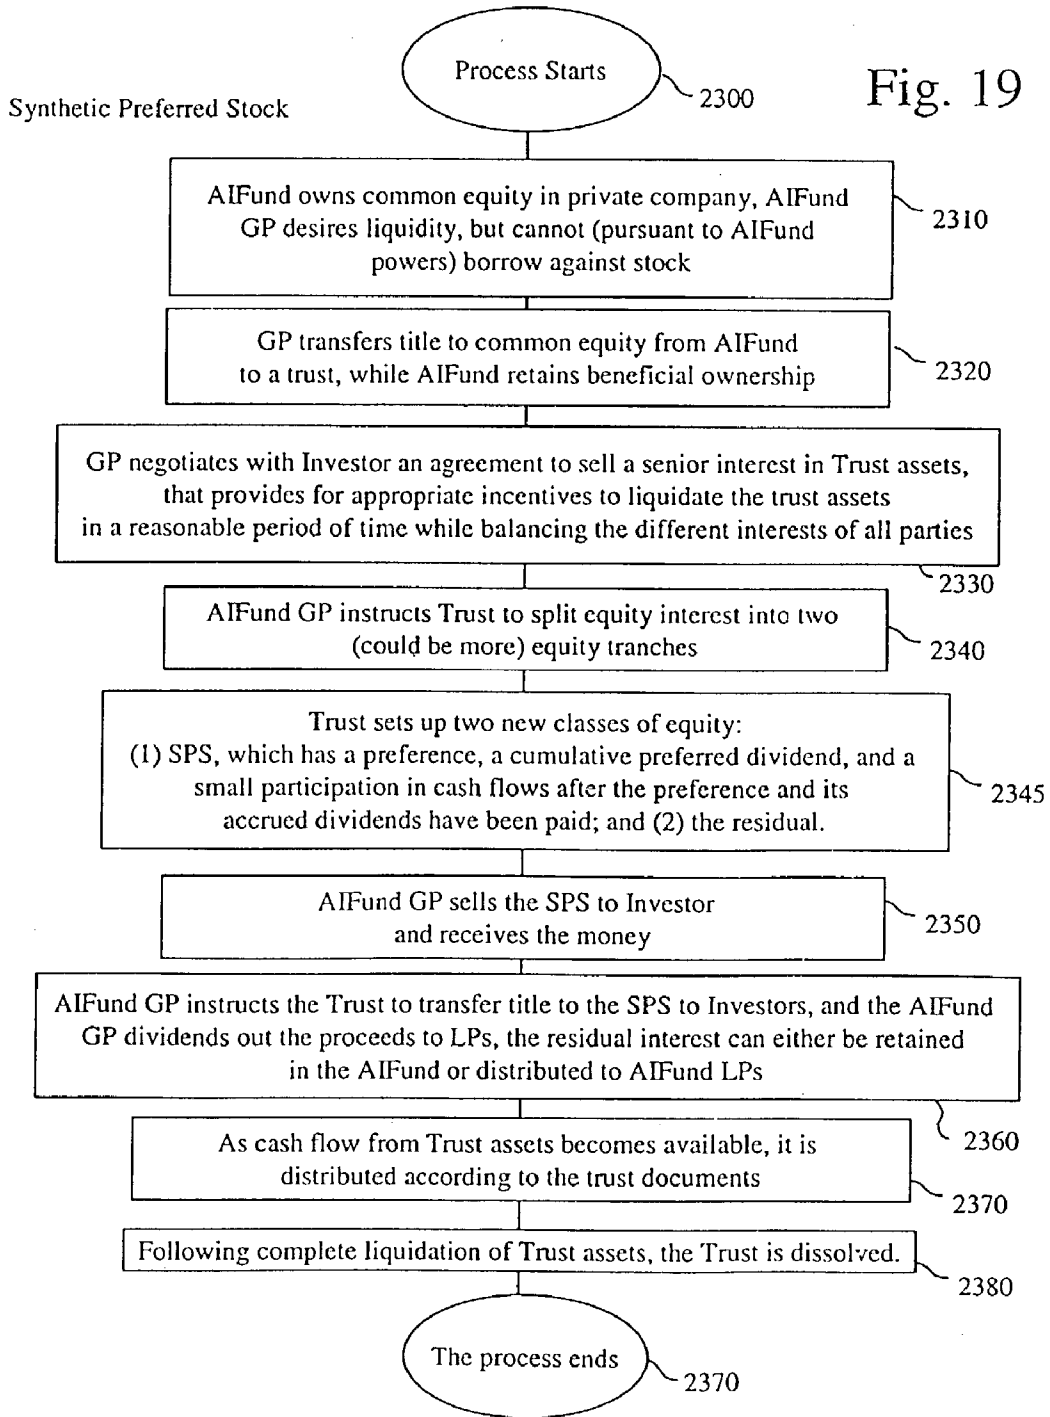 Process Starts
2300
Fig. 19
Synthetic Preferred Stock
AIFund owns common equity in private company, AIFund
GP desires liquidity, but cannot (pursuant to AIFund
powers) borrow against stock
2310
GP transfers title to common equity from AIFund
to a trust, while AIFund retains beneficial ownership
2320
GP negotiates with Investor an agreement to sell a senior interest in Trust assets,
that provides for appropriate incentives to liquidate the trust assets
in a reasonable period of time while balancing the different interests of all parties
2330
AIFund GP instructs Trust to split equity interest into two
(could be more) equity tranches
2340
Trust sets up two new classes of equity:
(1) SPS, which has a preference, a cumulative preferred dividend, and a
small participation in cash flows after the preference and its
accrued dividends have been paid; and (2) the residual.
2345
AIFund GP sells the SPS to Investor
and receives the money
2350
AIFund GP instructs the Trust to transfer title to the SPS to Investors, and the AIFund
GP dividends out the proceeds to LPs, the residual interest can either be retained
in the AIFund or distributed to AIFund LPs
2360
As cash flow from Trust assets becomes available, it is
distributed according to the trust documents
2370
Following complete liquidation of Trust assets, the Trust is dissolved.
2380
The process ends
2370